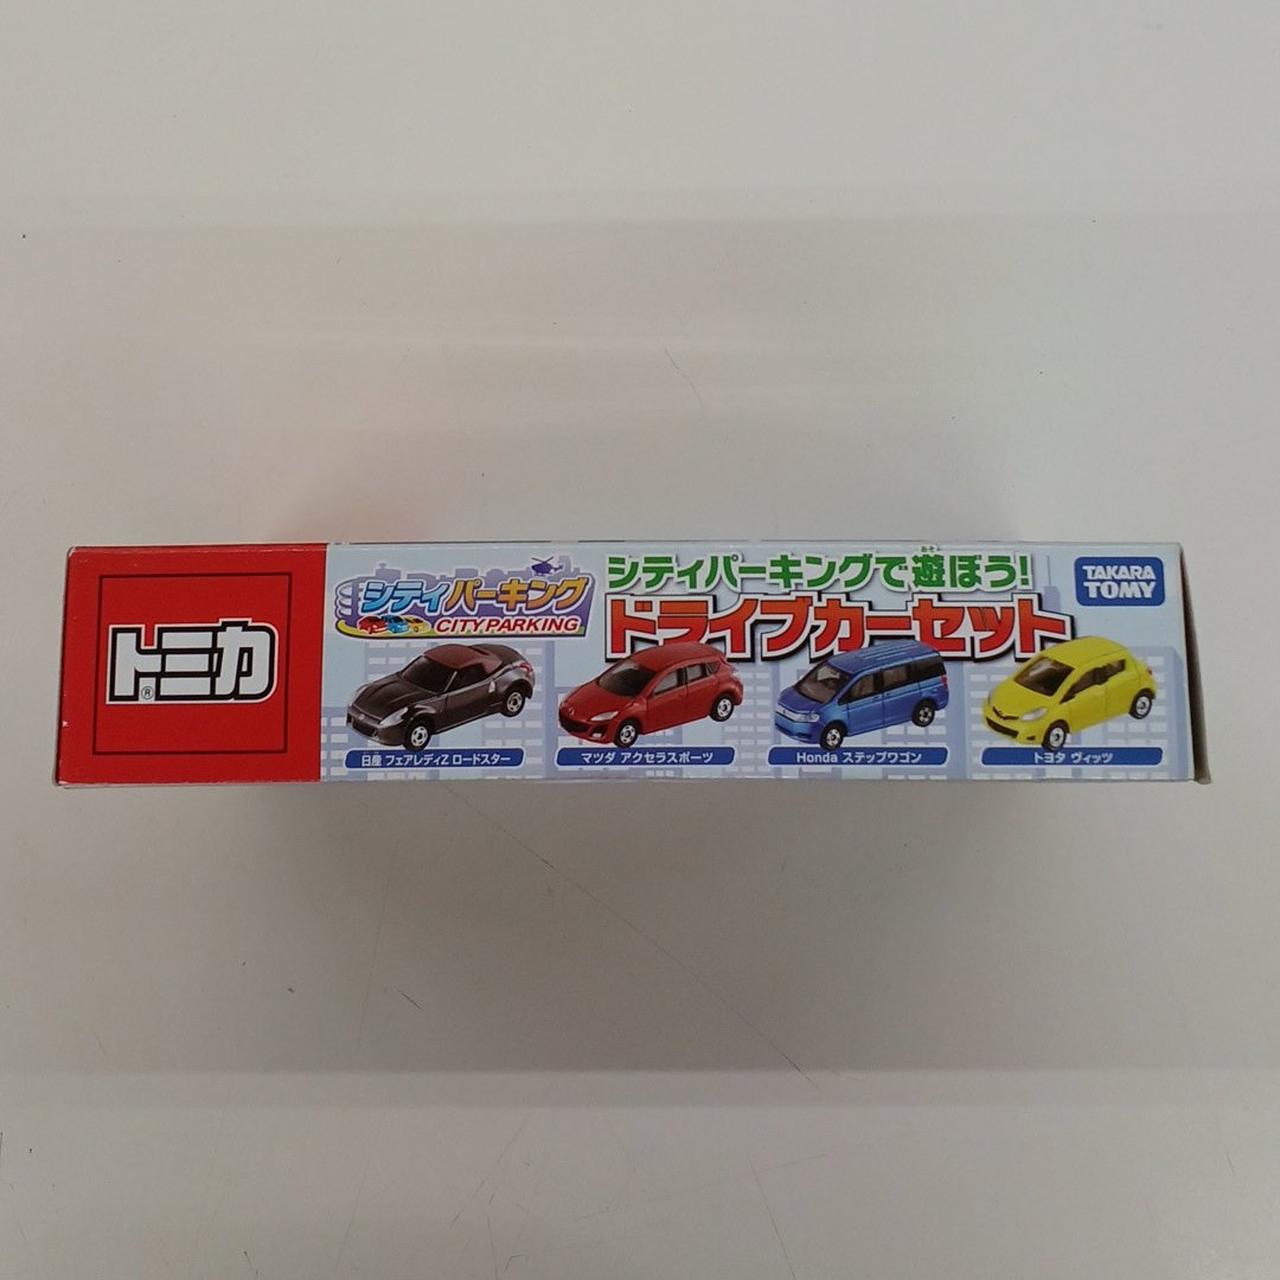 トミカ®
シティパーキング
CITYPARKING
シティパーキングで遊ぼう!
あそ
ドライブカーセット
TAKARA
TOMY
日産 フェアレディZ ロードスター
マツダ アクセラスポーツ
Honda ステップワゴン
トヨタ ヴィッツ